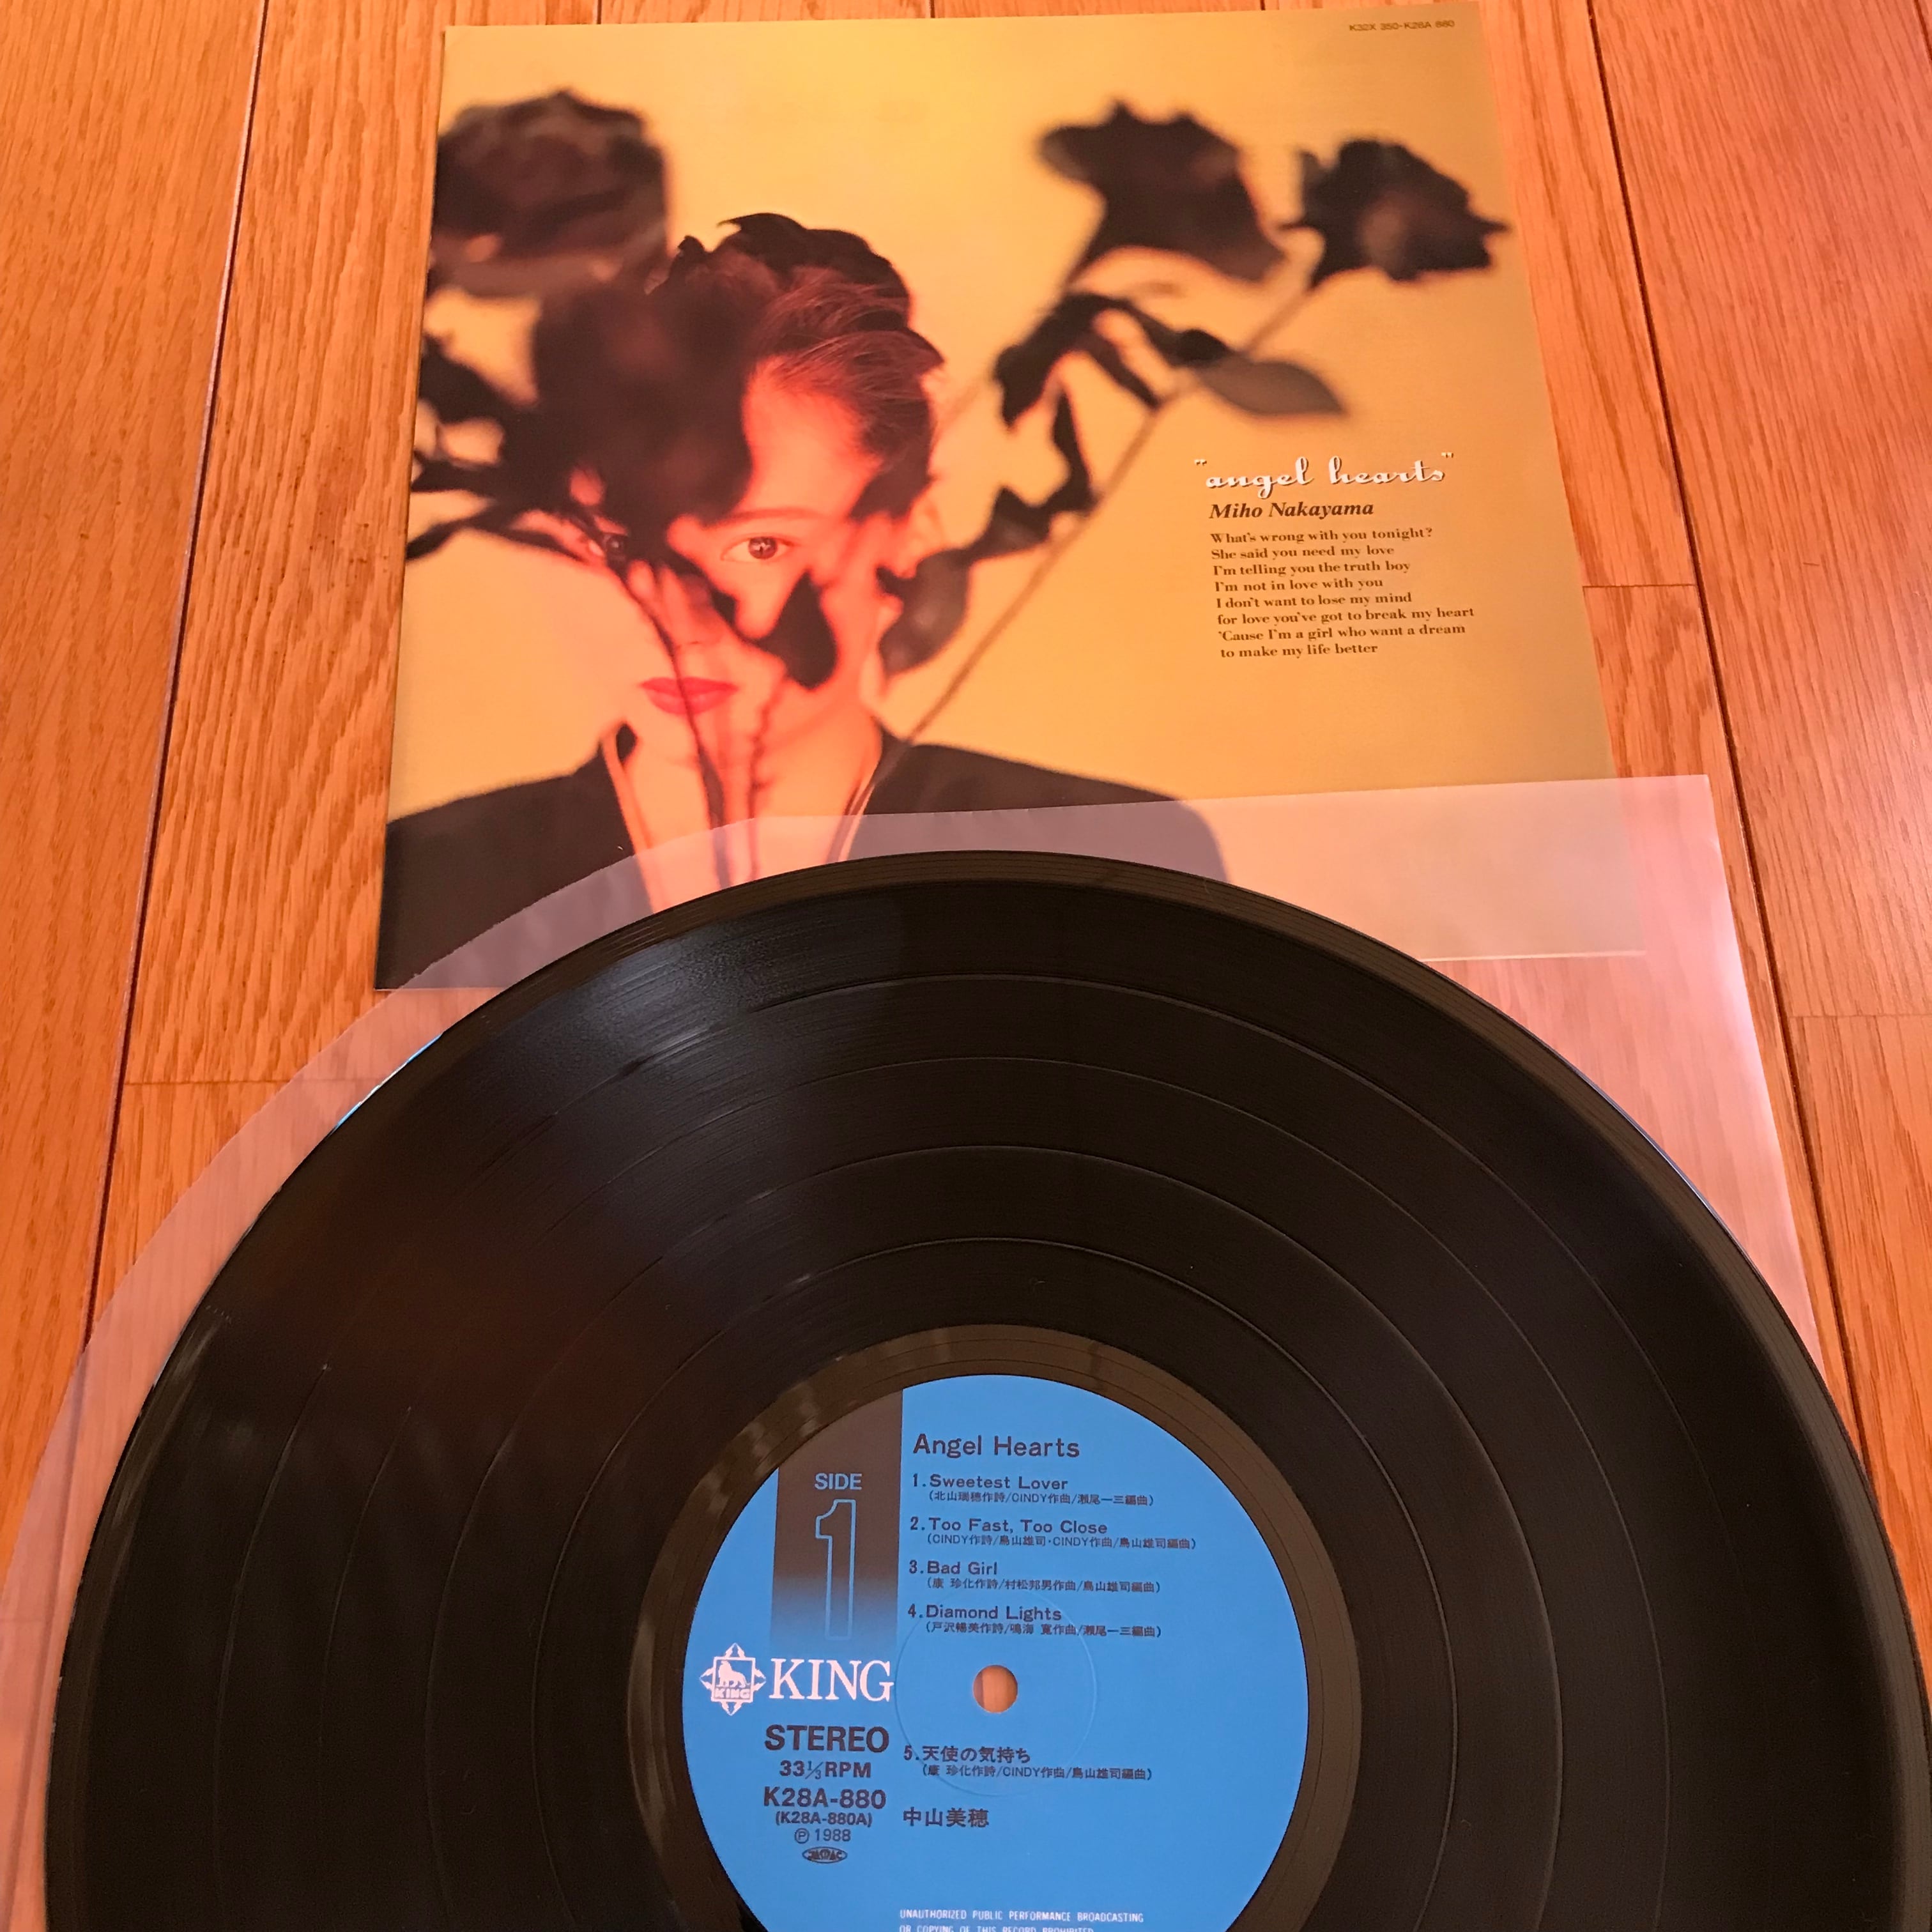 K32X 350-K28A 880
"angel hearts"
Miho Nakayama
What's wrong with you tonight?
She said you need my love
I'm telling you the truth boy
I'm not in love with you
I don't want to lose my mind
for love you've got to break my heart
'Cause I'm a girl who want a dream
to make my life better
Angel Hearts
SIDE
1
1.Sweetest Lover
(北山瑞穂作詩/CINDY作曲/瀬尾一三編曲)
2.Too Fast, Too Close
(CINDY作詩/鳥山雄司・CINDY作曲/鳥山雄司編曲)
3.Bad Girl
(康 珍化作詩/村松邦男作曲/鳥山雄司編曲)
4.Diamond Lights
(戸沢暢美作詩/鳴海 寛作曲/瀬尾一三編曲)
KING
KING
STEREO
33⅓RPM
K28A-880
(K28A-880A)
Ⓟ1988
5.天使の気持ち
(康 珍化作詩/CINDY作曲/鳥山雄司編曲)
中山美穂
UNAUTHORIZED PUBLIC PERFORMANCE BROADCASTING
OR COPYING OF THIS RECORD PROHIBITED